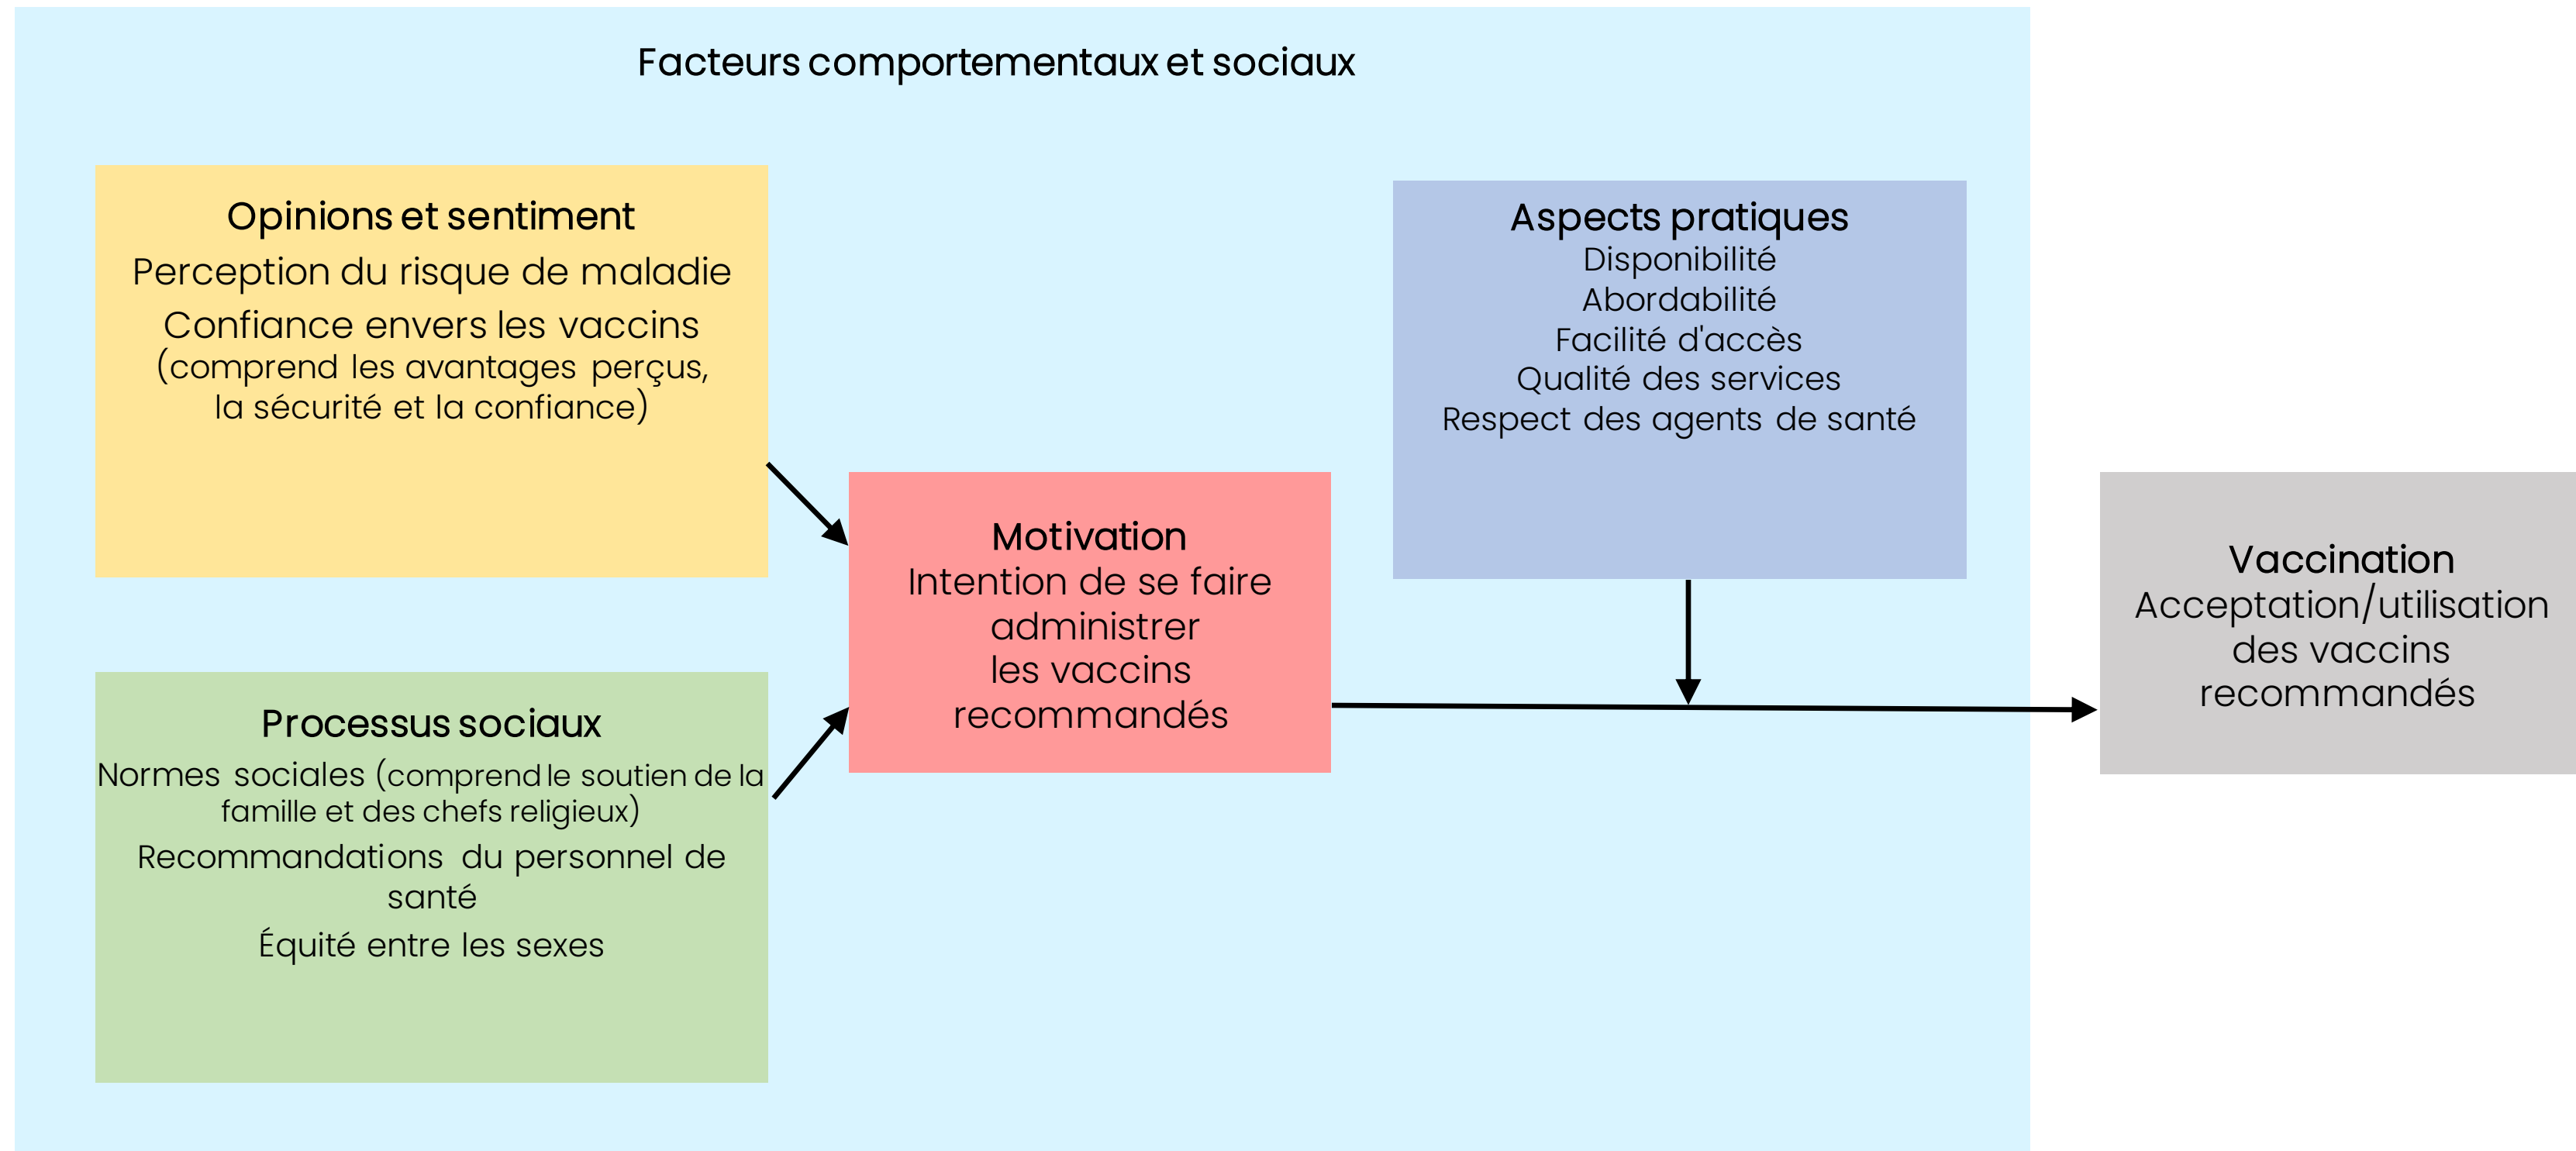 Facteurs comportementaux et sociaux
Opinions et sentiment
Perception du risque de maladie
Confiance envers les vaccins
(comprend les avantages perçus,
la sécurité et la confiance)
Processus sociaux
Normes sociales (comprend le soutien de la
famille et des chefs religieux)
Recommandations du personnel de
santé
Équité entre les sexes
Motivation
Intention de se faire
administrer
les vaccins
recommandés
Aspects pratiques
Disponibilité
Abordabilité
Facilité d'accès
Qualité des services
Respect des agents de santé
Vaccination
Acceptation/utilisation
des vaccins
recommandés